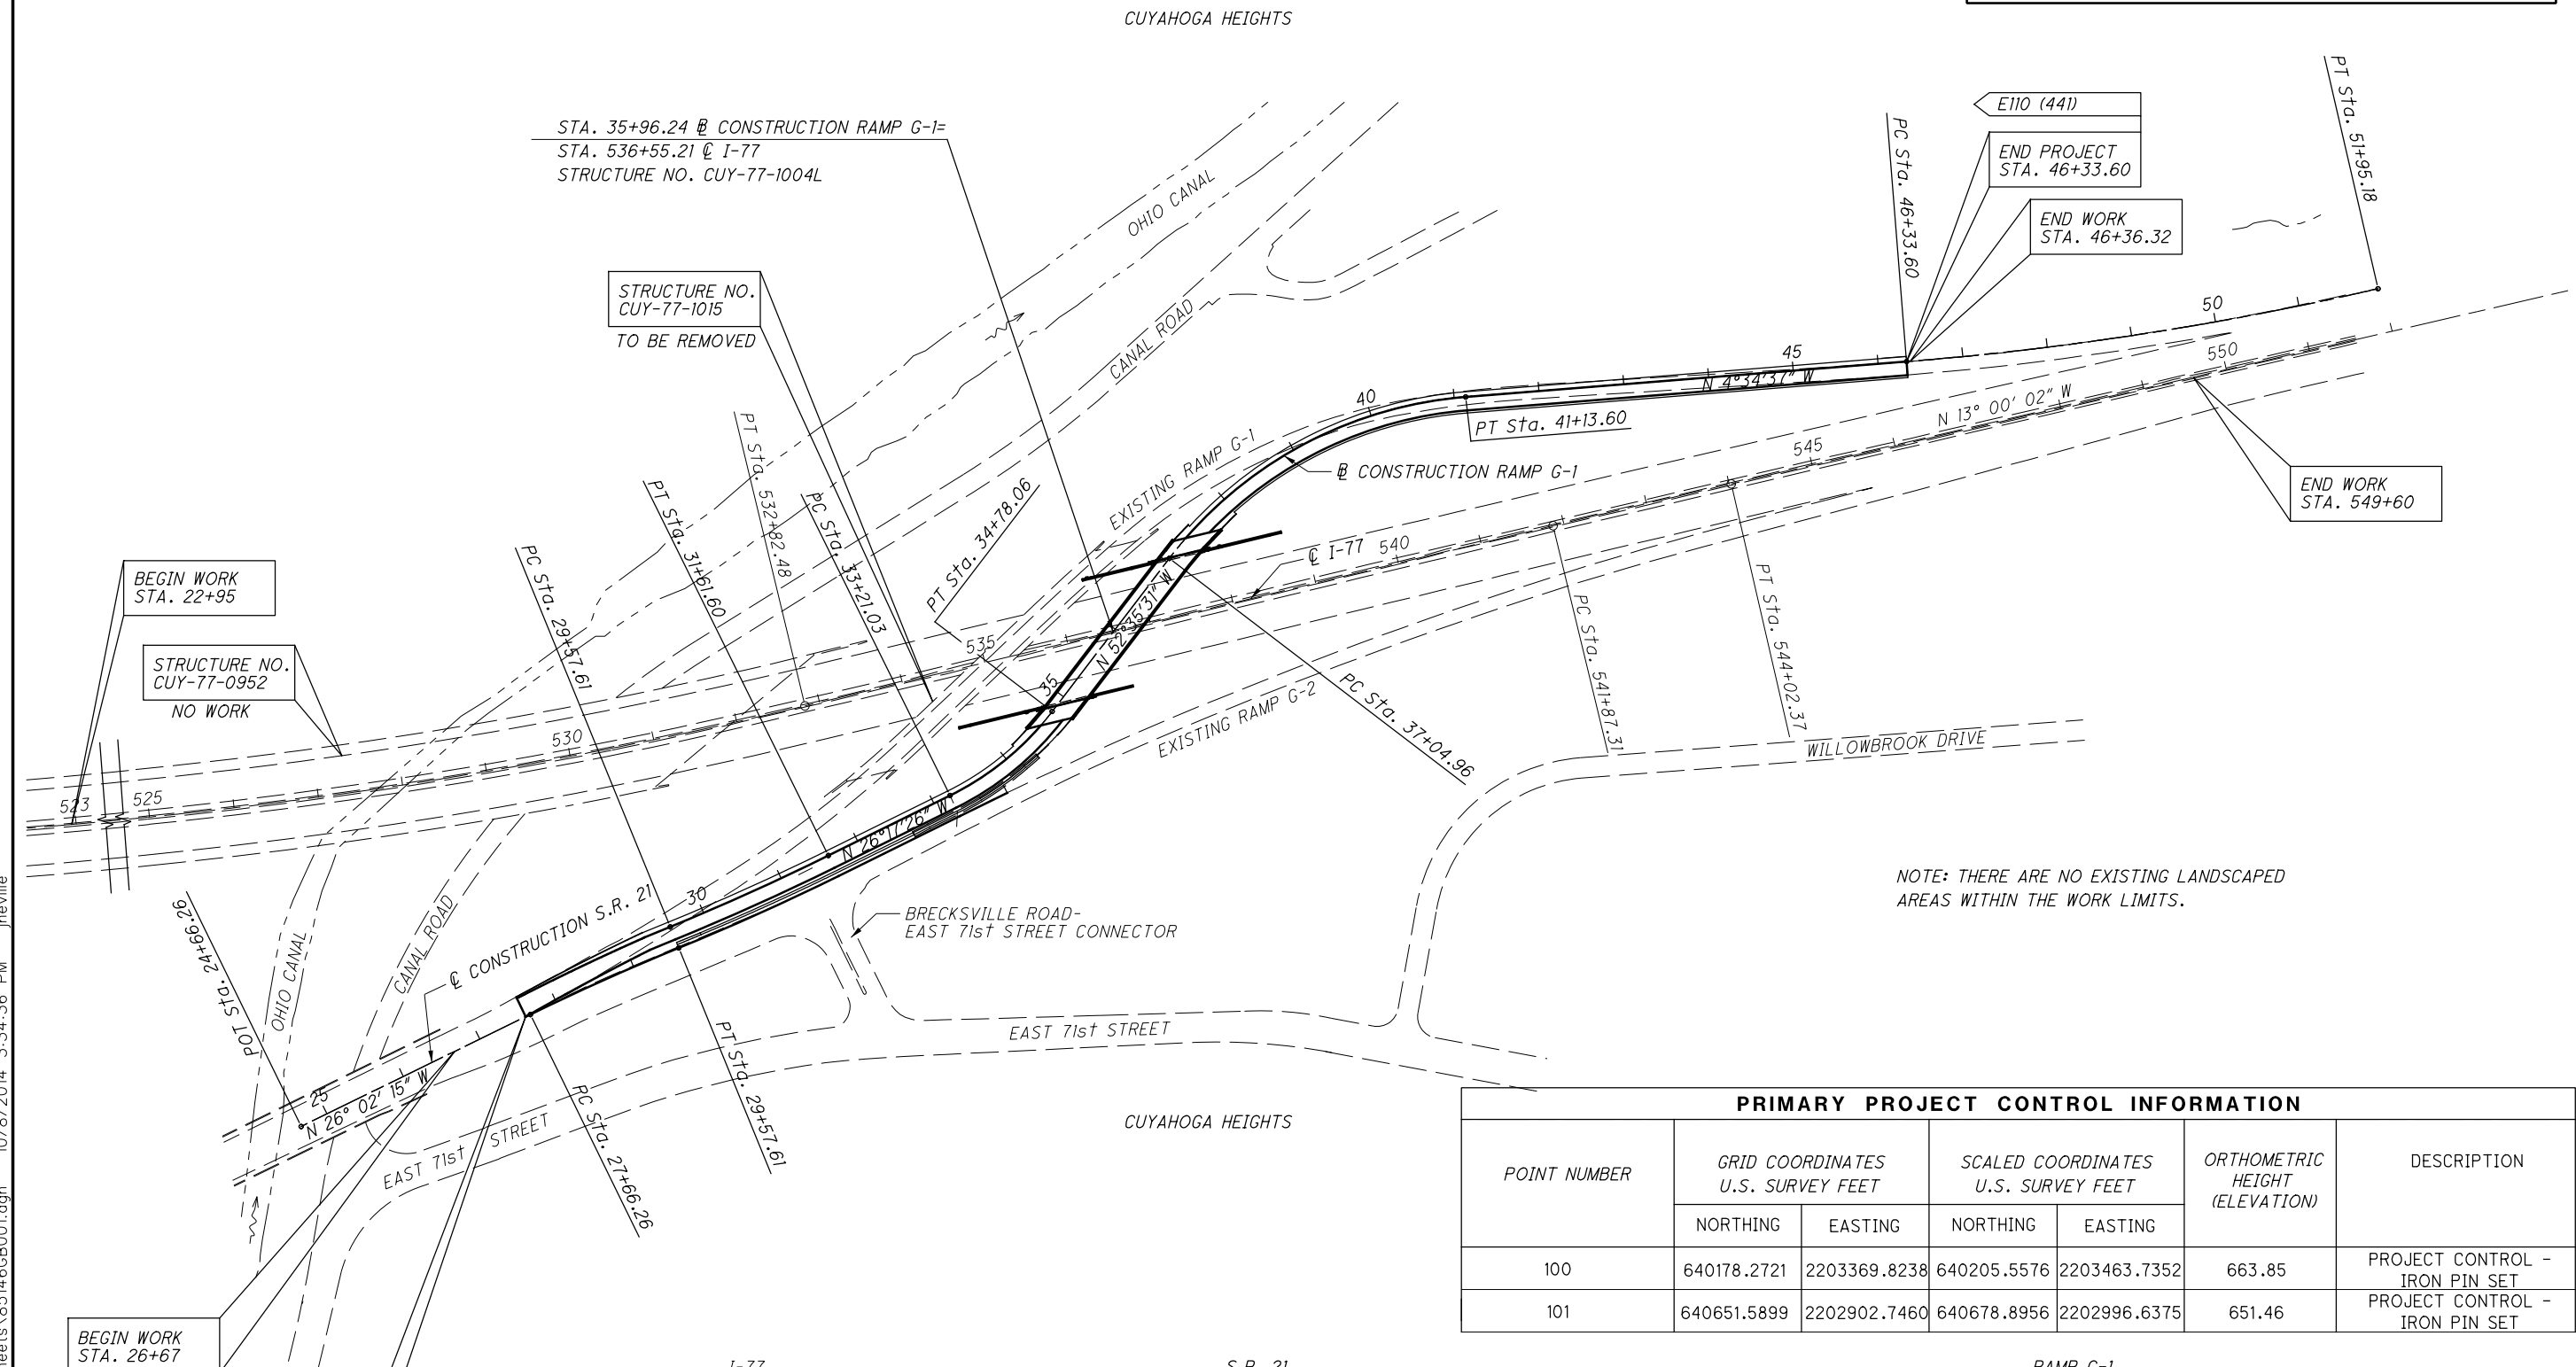 CUYAHOGA HEIGHTS
STA. 35+96.24 ⅊ CONSTRUCTION RAMP G-1=
STA. 536+55.21 ℄ I-77
STRUCTURE NO. CUY-77-1004L
PT Sta. 51+95.18
E110 (441)
END PROJECT
STA. 46+33.60
PC Sta. 46+33.60
END WORK
STA. 46+36.32
OHIO CANAL
STRUCTURE NO.
CUY-77-1015
TO BE REMOVED
CANAL ROAD
50
45
550
N 4°34'37" W
40
PT Sta. 41+13.60
N 13° 00' 02" W
545
EXISTING RAMP G-1
CONSTRUCTION RAMP G-1
END WORK
STA. 549+60
PT Sta. 532+82.48
PT Sta. 31+61.60
PC Sta. 33+21.03
PT Sta. 34+78.06
PC Sta. 29+57.61
℄ I-77
540
N 52°35'31" W
BEGIN WORK
STA. 22+95
STRUCTURE NO.
CUY-77-0952
NO WORK
535
35
530
EXISTING RAMP G-2
PC Sta. 37+04.96
PC Sta. 541+87.31
PT Sta. 544+02.37
WILLOWBROOK DRIVE
523
525
N 26°17'26" W
NOTE: THERE ARE NO EXISTING LANDSCAPED
AREAS WITHIN THE WORK LIMITS.
30
℄ CONSTRUCTION S.R. 21
BRECKSVILLE ROAD-
EAST 71st STREET CONNECTOR
POT Sta. 24+66.26
OHIO CANAL
CANAL ROAD
EAST 71st STREET
25
N 26° 02' 15" W
PC Sta. 27+66.26
PT Sta. 29+57.61
EAST 71st STREET
CUYAHOGA HEIGHTS
BEGIN WORK
STA. 26+67
PRIMARY PROJECT CONTROL INFORMATION
POINT NUMBER
GRID COORDINATES
U.S. SURVEY FEET
SCALED COORDINATES
U.S. SURVEY FEET
ORTHOMETRIC
HEIGHT
(ELEVATION)
DESCRIPTION
NORTHING EASTING NORTHING EASTING
100 640178.2721 2203369.8238 640205.5576 2203463.7352 663.85 PROJECT CONTROL -
IRON PIN SET
101 640651.5899 2202902.7460 640678.8956 2202996.6375 651.46 PROJECT CONTROL -
IRON PIN SET
I-77
S.R. 21
RAMP G-1
10/8/2014 3:34:36 PM jneville